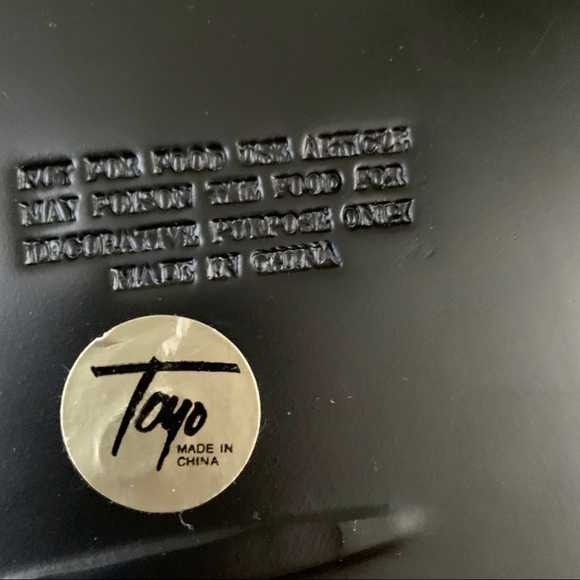 NOT FOR FOOD USE ARTICLE
MAY POISON THE FOOD FOR
DECORATIVE PURPOSE ONLY
MADE IN CHINA
Toyo
MADE IN
CHINA